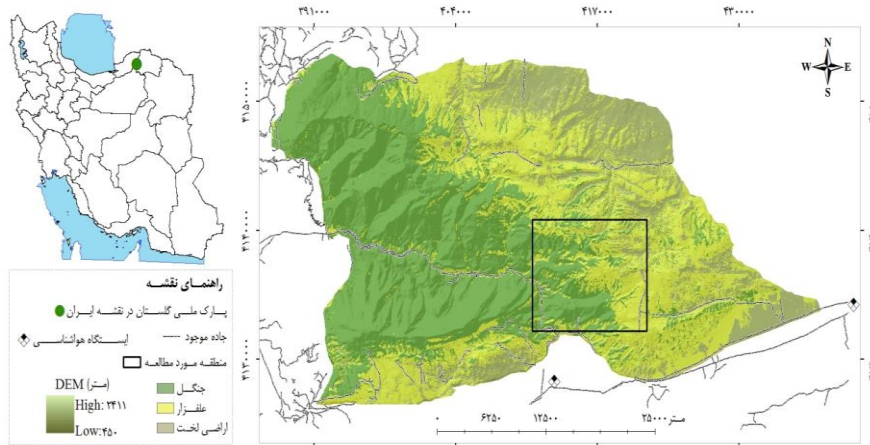 ۳۹۱۰۰۰ ۴۰۴۰۰۰ ۴۱۷۰۰۰ ۴۳۰۰۰۰
N
W E
S
۴۱۵۰۰۰۰
۴۱۴۰۰۰۰
۴۱۳۰۰۰۰
راهنمای نقشه
پارک ملی گلستان در نقشه ایران
جاده موجود
ایستگاه هواشناسی
منطقه مورد مطالعه
DEM (متر)
High: ۲۴۱۱
Low: ۴۵۰
جنگل
علفزار
اراضی لخت
۰ ۶۲۵۰ ۱۲۵۰۰ ۲۵۰۰۰ متر